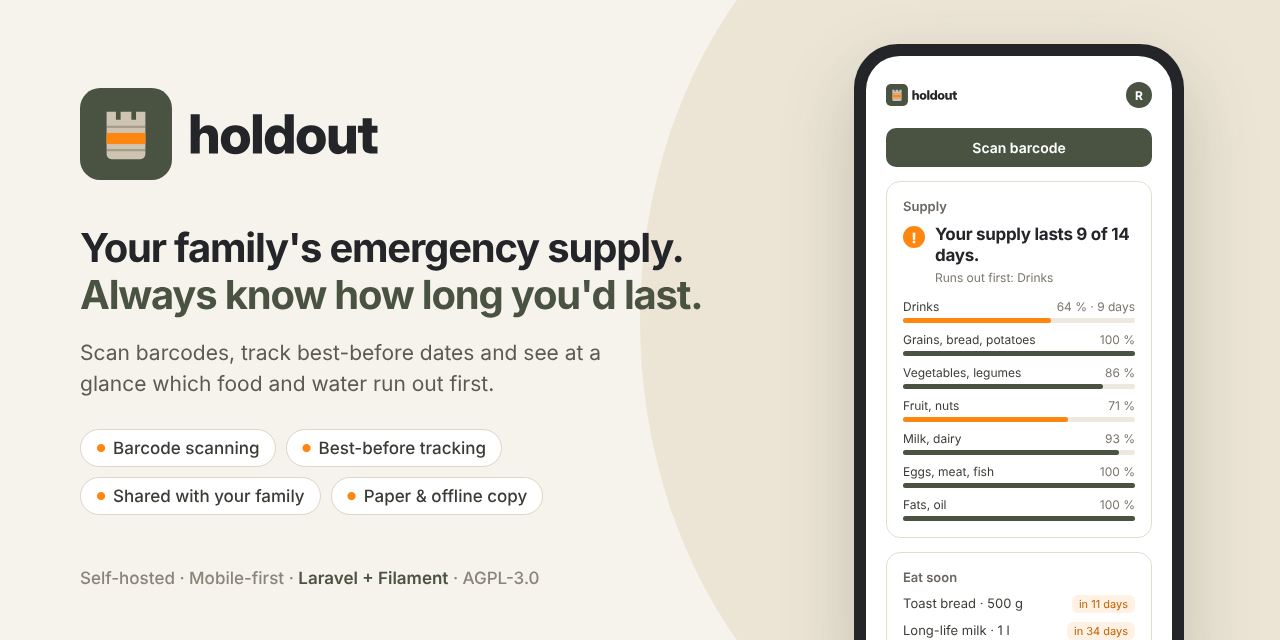 holdout
Your family's emergency supply.
Always know how long you'd last.
Scan barcodes, track best-before dates and see at a
glance which food and water run out first.
Barcode scanning
Best-before tracking
Shared with your family
Paper & offline copy
Self-hosted · Mobile-first · Laravel + Filament · AGPL-3.0
holdout
R
Scan barcode
Supply
!
Your supply lasts 9 of 14
days.
Runs out first: Drinks
Drinks 64 % · 9 days
Grains, bread, potatoes 100 %
Vegetables, legumes 86 %
Fruit, nuts 71 %
Milk, dairy 93 %
Eggs, meat, fish 100 %
Fats, oil 100 %
Eat soon
Toast bread · 500 g in 11 days
Long-life milk · 1 l in 34 days